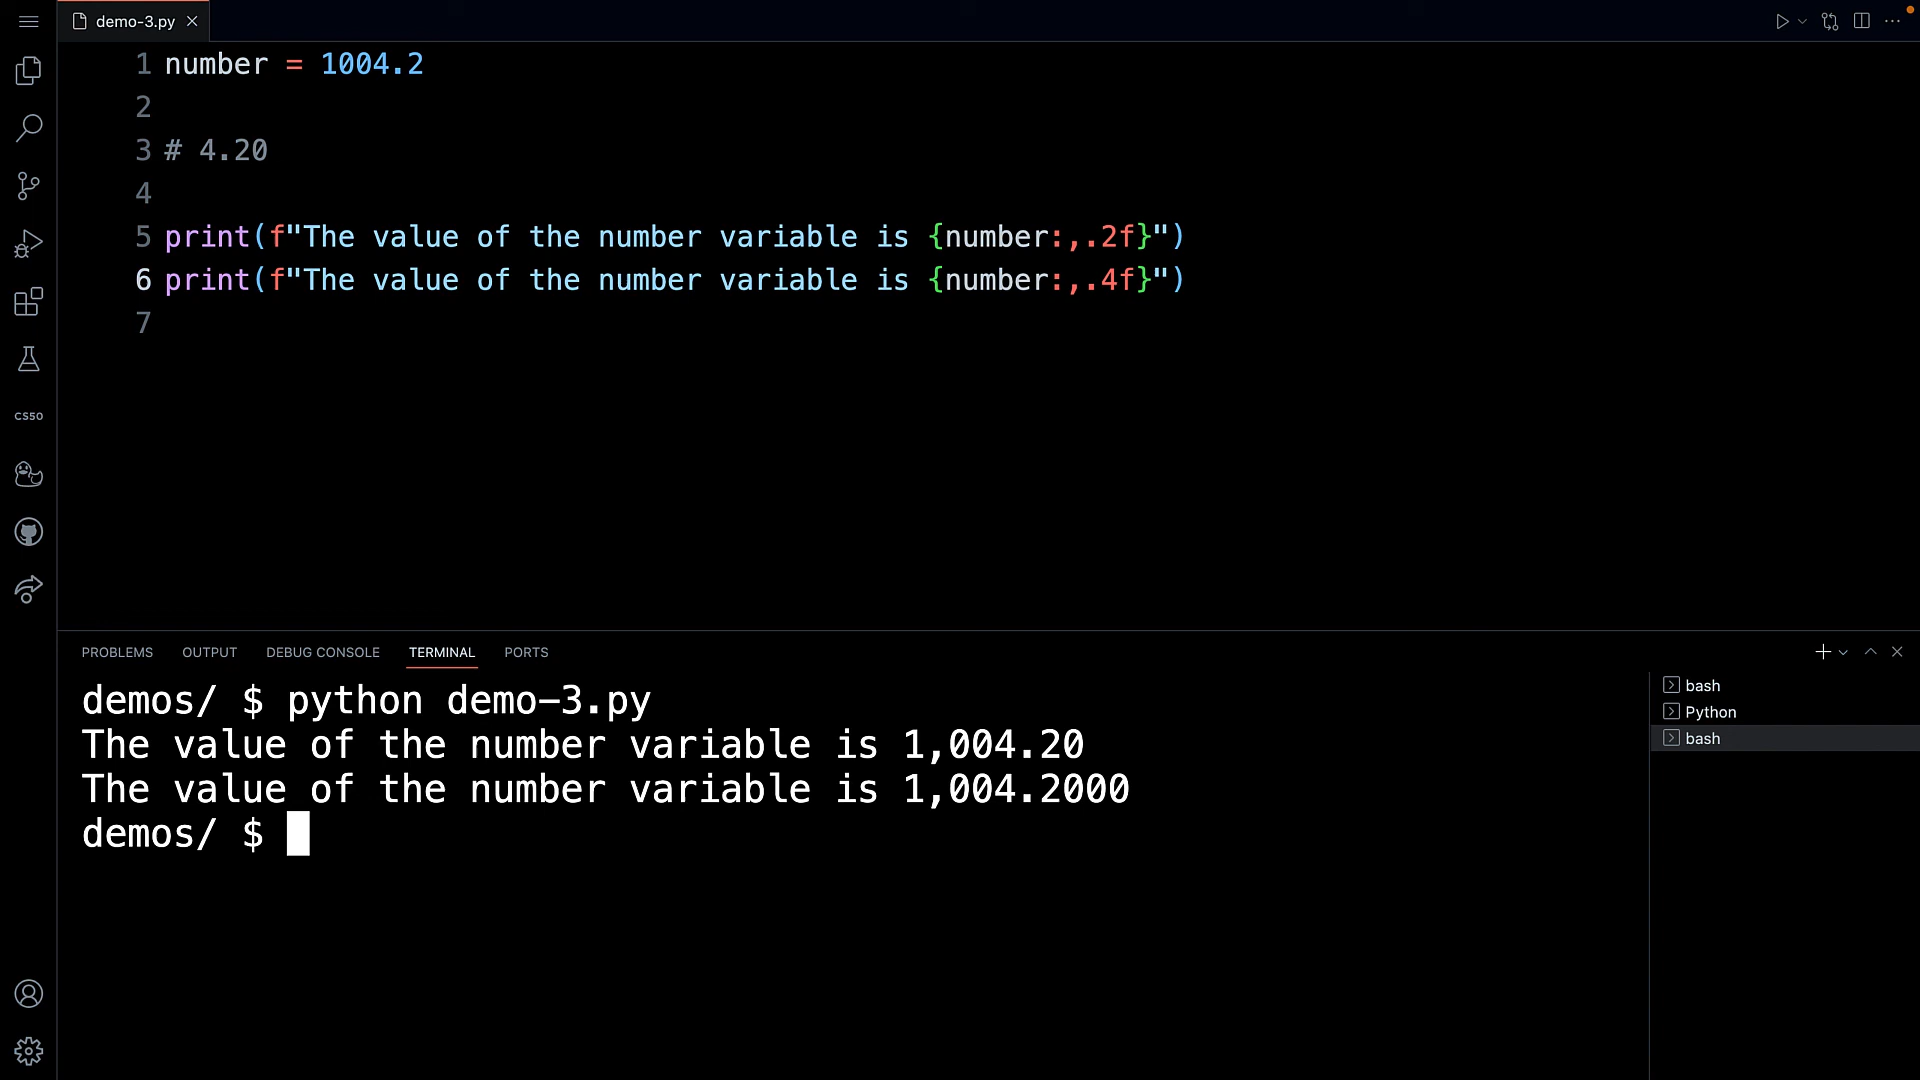 demo-3.py
1 number = 1004.2
2
3 # 4.20
4
5 print(f"The value of the number variable is {number:,.2f}")
6 print(f"The value of the number variable is {number:,.4f}")
7
CS50
PROBLEMS OUTPUT DEBUG CONSOLE TERMINAL PORTS
demos/ $ python demo-3.py
The value of the number variable is 1,004.20
The value of the number variable is 1,004.2000
demos/ $
bash
Python
bash